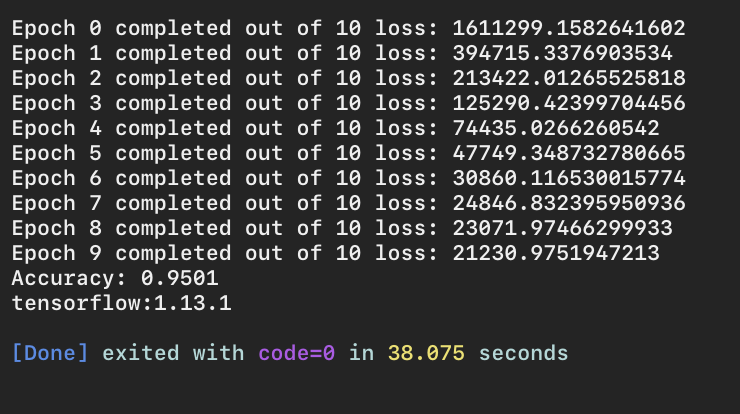 Epoch 0 completed out of 10 loss: 1611299.1582641602
Epoch 1 completed out of 10 loss: 394715.3376903534
Epoch 2 completed out of 10 loss: 213422.01265525818
Epoch 3 completed out of 10 loss: 125290.42399704456
Epoch 4 completed out of 10 loss: 74435.0266260542
Epoch 5 completed out of 10 loss: 47749.348732780665
Epoch 6 completed out of 10 loss: 30860.116530015774
Epoch 7 completed out of 10 loss: 24846.832395950936
Epoch 8 completed out of 10 loss: 23071.97466299933
Epoch 9 completed out of 10 loss: 21230.9751947213
Accuracy: 0.9501
tensorflow:1.13.1
[Done] exited with code=0 in 38.075 seconds